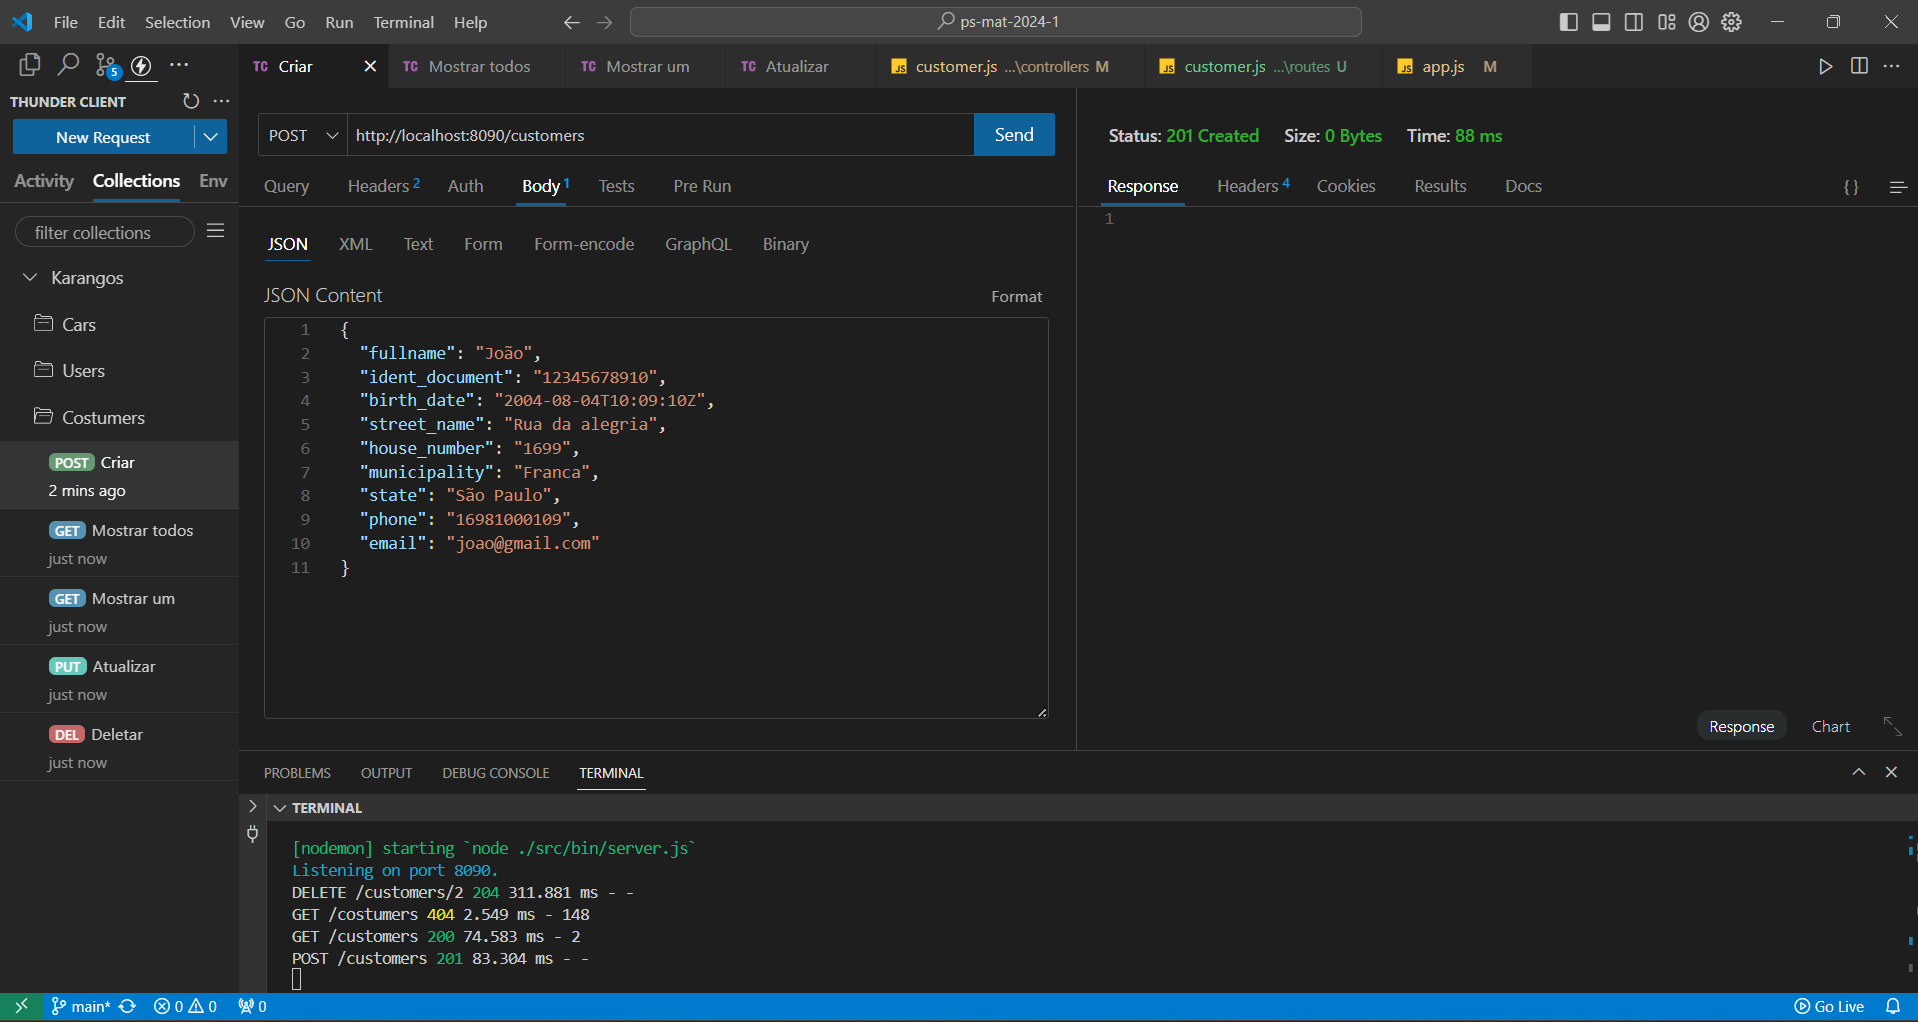 File Edit Selection View Go Run Terminal Help ps-mat-2024-1
5
TC Criar TC Mostrar todos TC Mostrar um TC Atualizar JS customer.js ...\controllers M JS customer.js ...\routes U JS app.js M
THUNDER CLIENT
New Request
Activity Collections Env
filter collections
Karangos
Cars
Users
Costumers
POST Criar
2 mins ago
GET Mostrar todos
just now
GET Mostrar um
just now
PUT Atualizar
just now
DEL Deletar
just now
POST http://localhost:8090/customers Send
Query Headers 2 Auth Body 1 Tests Pre Run
JSON XML Text Form Form-encode GraphQL Binary
JSON Content Format
1 {
2 "fullname": "João",
3 "ident_document": "12345678910",
4 "birth_date": "2004-08-04T10:09:10Z",
5 "street_name": "Rua da alegria",
6 "house_number": "1699",
7 "municipality": "Franca",
8 "state": "São Paulo",
9 "phone": "16981000109",
10 "email": "joao@gmail.com"
11 }
Status: 201 Created Size: 0 Bytes Time: 88 ms
Response Headers 4 Cookies Results Docs { }
1
Response Chart
PROBLEMS OUTPUT DEBUG CONSOLE TERMINAL
TERMINAL
[nodemon] starting `node ./src/bin/server.js`
Listening on port 8090.
DELETE /customers/2 204 311.881 ms - -
GET /costumers 404 2.549 ms - 148
GET /customers 200 74.583 ms - 2
POST /customers 201 83.304 ms - -
main* 0 0 0 Go Live